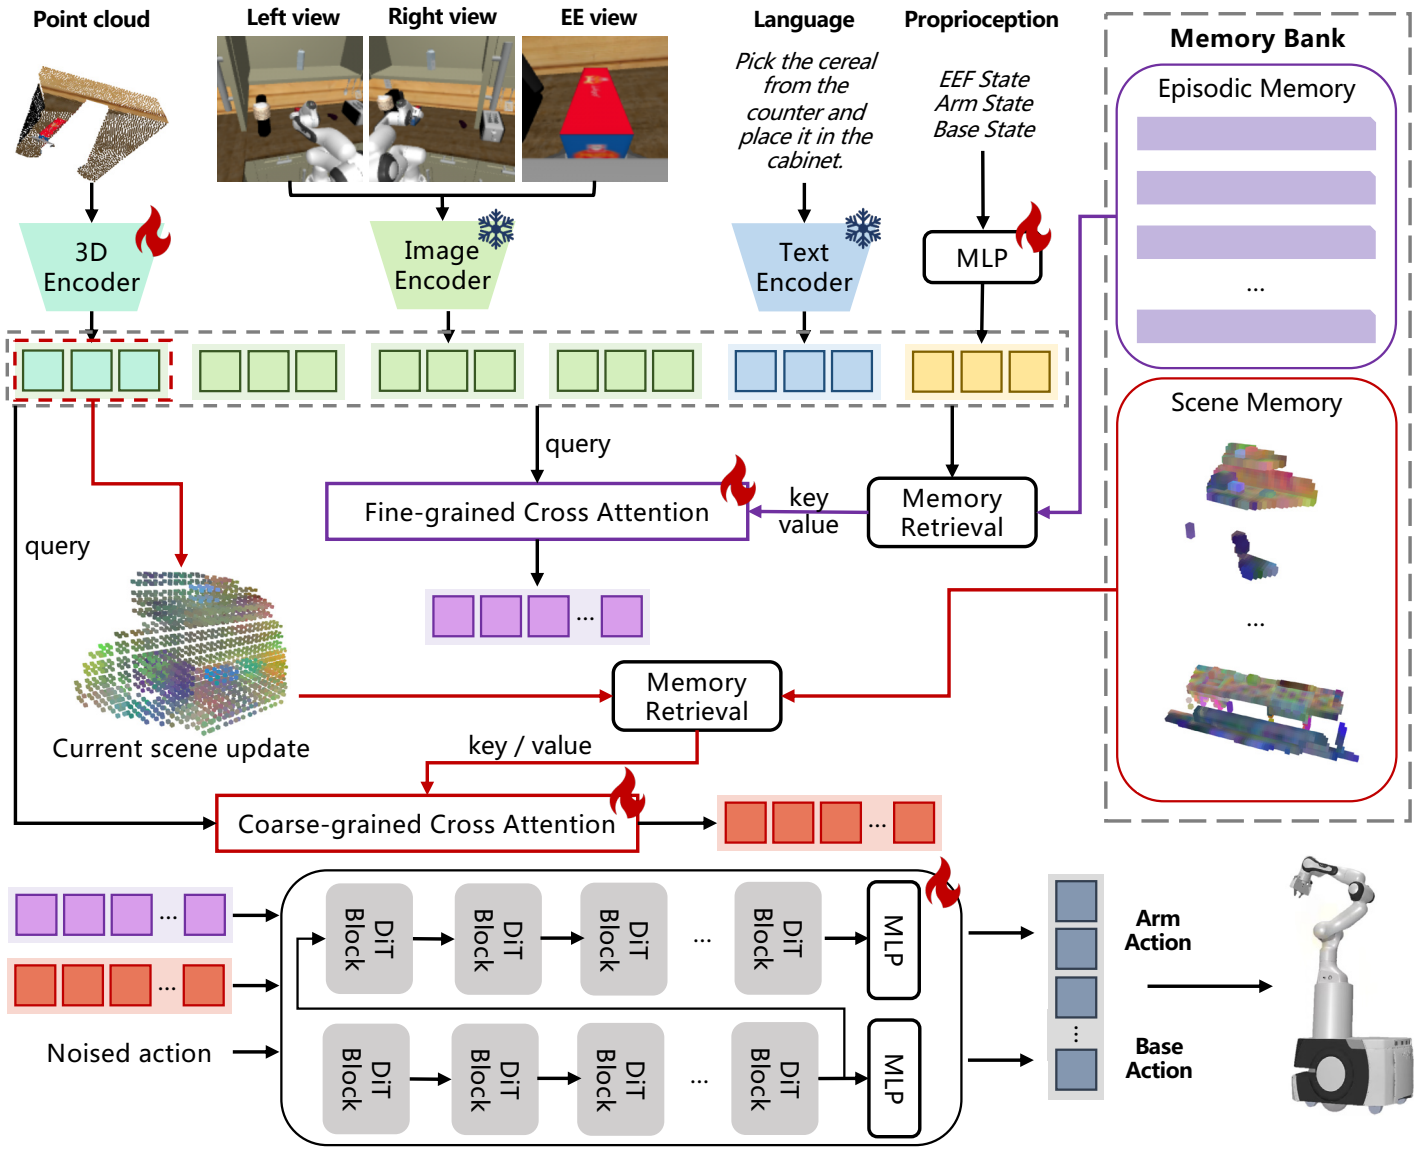 Point cloud
Left view
Right view
EE view
Language
Proprioception
Pick the cereal
from the
counter and
place it in the
cabinet.
EEF State
Arm State
Base State
Memory Bank
Episodic Memory
...
3D
Encoder
Image
Encoder
Text
Encoder
MLP
Scene Memory
...
query
Fine-grained Cross Attention
key
value
Memory
Retrieval
query
...
Current scene update
Memory
Retrieval
key / value
Coarse-grained Cross Attention
...
...
...
Noised action
DiT
Block
DiT
Block
DiT
Block
...
DiT
Block
MLP
DiT
Block
DiT
Block
DiT
Block
...
DiT
Block
MLP
...
Arm
Action
Base
Action